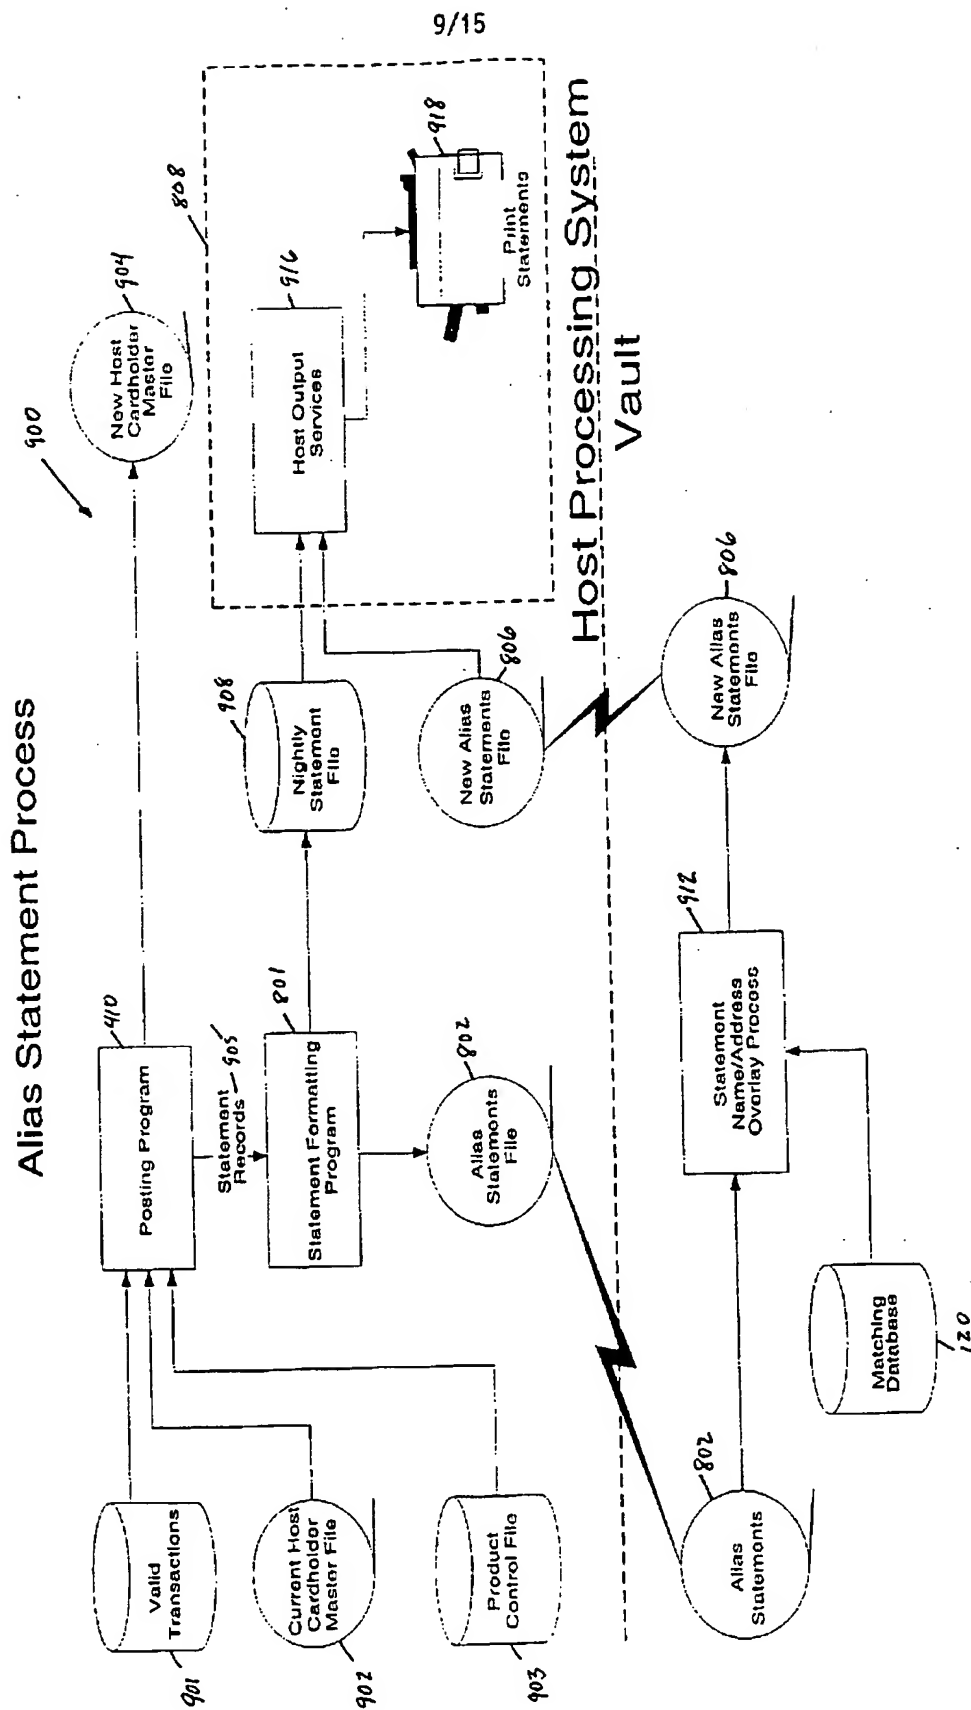 9/15
Alias Statement Process
900
Valid
Transactions
901
Current Host
Cardholder
Master File
902
Product
Control File
903
Posting Program
410
Statement
Records
905
New Host
Cardholder
Master
File
904
Statement Formatting
Program
801
Nightly
Statement
File
908
Alias
Statements
File
802
New Alias
Statements
File
806
808
Host Output
Services
916
918
Print
Statements
Host Processing System
Vault
Alias
Statements
802
Matching
Database
120
Statement
Name/Address
Overlay Process
912
New Alias
Statements
File
806